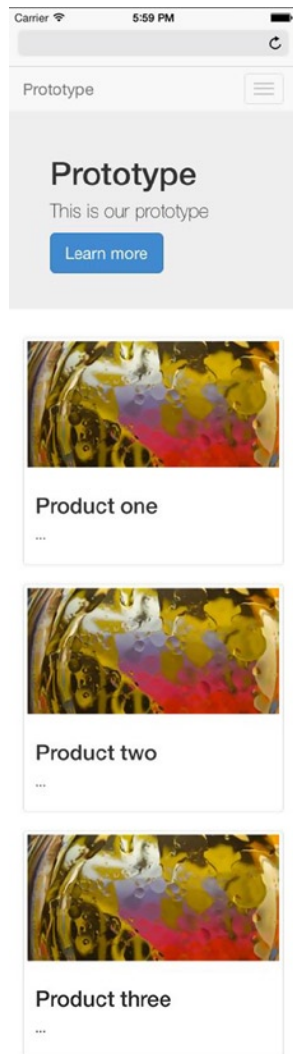 Carrier 5:59 PM
Prototype
Prototype
This is our prototype
Learn more
Product one
...
Product two
...
Product three
...